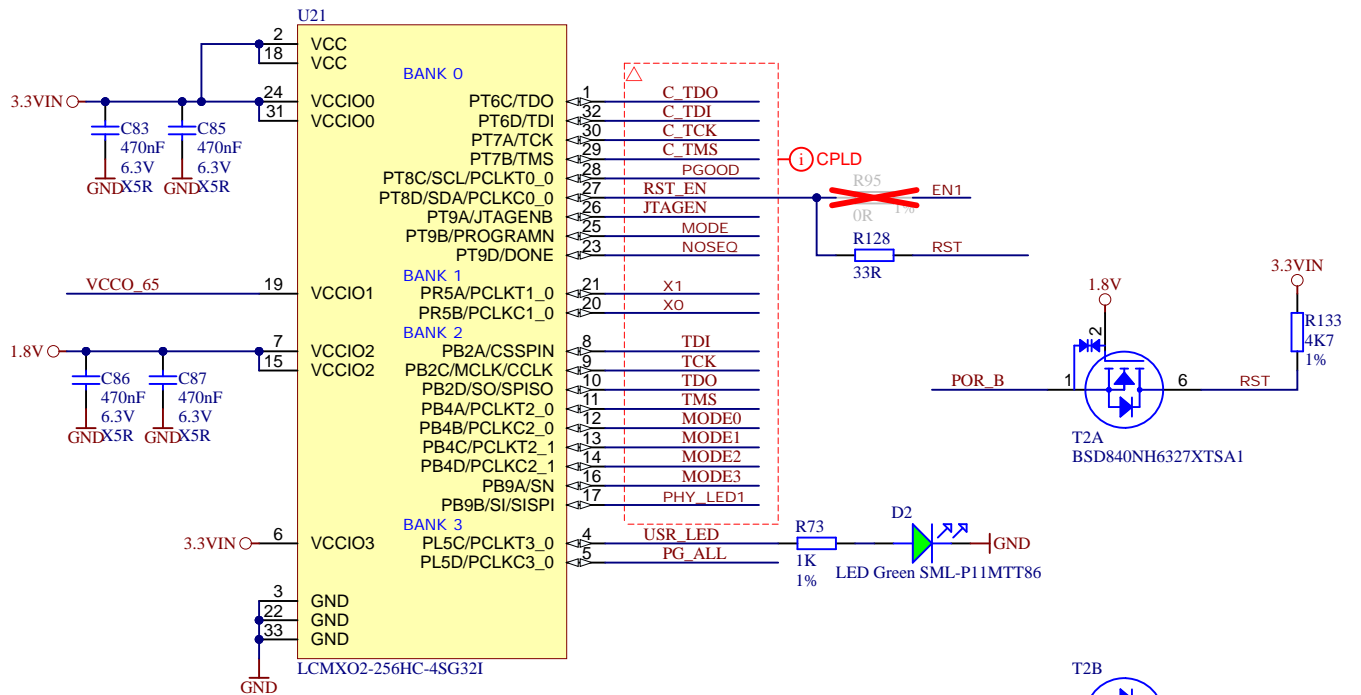 U21
2 VCC
18 VCC
BANK 0
3.3VIN 24 VCCIO0
31 VCCIO0
C83
470nF
6.3V
X5R
GND
C85
470nF
6.3V
X5R
GND
PT6C/TDO 1 C_TDO
PT6D/TDI 32 C_TDI
PT7A/TCK 30 C_TCK
PT7B/TMS 29 C_TMS
PT8C/SCL/PCLKT0_0 28 PGOOD
PT8D/SDA/PCLKC0_0 27 RST_EN
PT9A/JTAGENB 26 JTAGEN
PT9B/PROGRAMN 25 MODE
PT9D/DONE 23 NOSEQ
i CPLD
R95
0R 1%
EN1
R128
33R
RST
BANK 1
VCCO_65 19 VCCIO1
PR5A/PCLKT1_0 21 X1
PR5B/PCLKC1_0 20 X0
BANK 2
1.8V 7 VCCIO2
15 VCCIO2
C86
470nF
6.3V
X5R
GND
C87
470nF
6.3V
X5R
GND
PB2A/CSSPIN 8 TDI
PB2C/MCLK/CCLK 9 TCK
PB2D/SO/SPISO 10 TDO
PB4A/PCLKT2_0 11 TMS
PB4B/PCLKC2_0 12 MODE0
PB4C/PCLKT2_1 13 MODE1
PB4D/PCLKC2_1 14 MODE2
PB9A/SN 16 MODE3
PB9B/SI/SISPI 17 PHY_LED1
BANK 3
3.3VIN 6 VCCIO3
PL5C/PCLKT3_0 4 USR_LED
PL5D/PCLKC3_0 5 PG_ALL
R73
1K
1%
D2
GND
LED Green SML-P11MTT86
3 GND
22 GND
33 GND
GND
LCMXO2-256HC-4SG32I
1.8V
2
3.3VIN
R133
4K7
1%
POR_B 1
6 RST
T2A
BSD840NH6327XTSA1
T2B